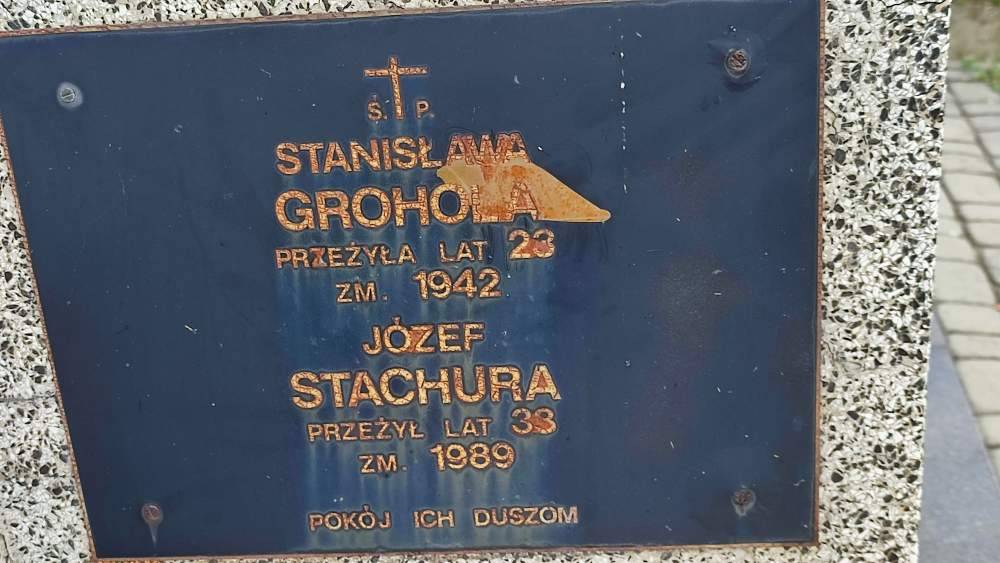 Ś. P.
STANISŁAWA
GROHOLA
PRZEŻYŁA LAT 23
ZM. 1942
JÓZEF
STACHURA
PRZEŻYŁ LAT 33
ZM. 1989
POKÓJ ICH DUSZOM